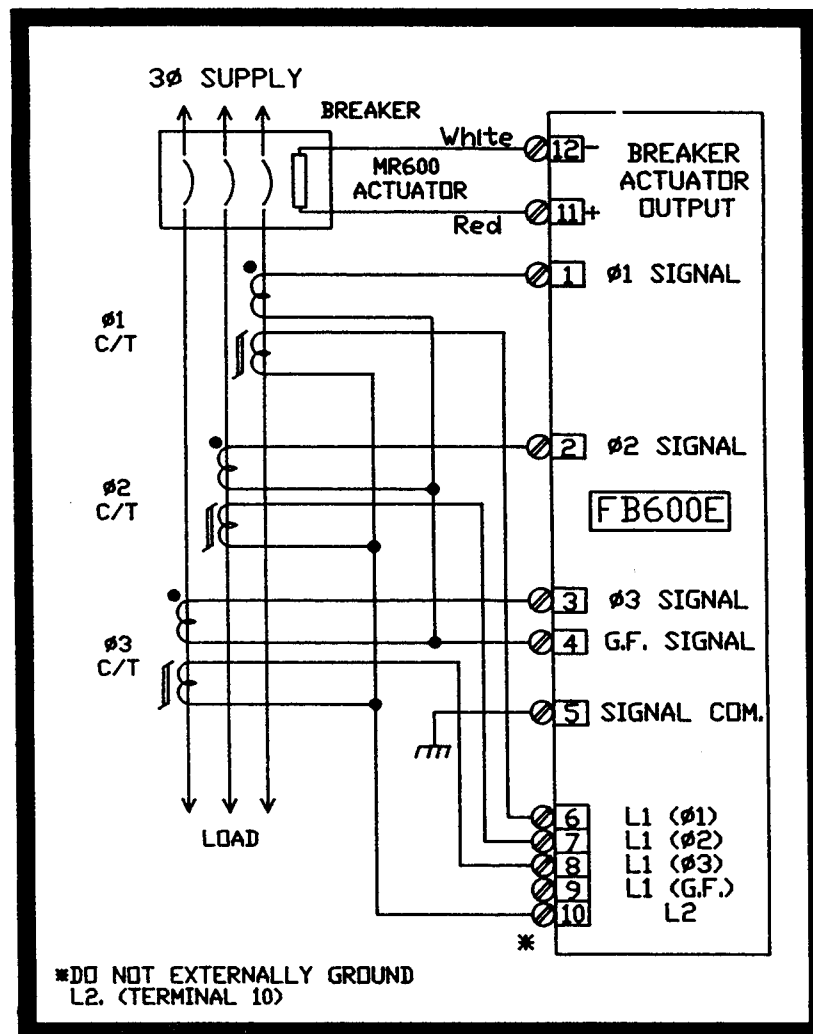 3ø SUPPLY
BREAKER
White
MR600
ACTUATOR
Red
12 -
11 +
BREAKER
ACTUATOR
OUTPUT
1 ø1 SIGNAL
ø1
C/T
2 ø2 SIGNAL
ø2
C/T
FB600E
3 ø3 SIGNAL
4 G.F. SIGNAL
ø3
C/T
5 SIGNAL COM.
6 L1 (ø1)
7 L1 (ø2)
8 L1 (ø3)
9 L1 (G.F.)
10 L2
LOAD
*
*DO NOT EXTERNALLY GROUND
L2. (TERMINAL 10)